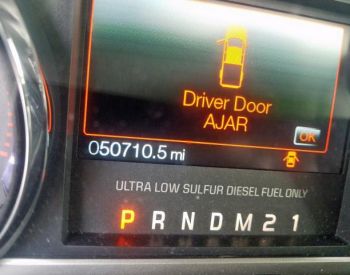 Driver Door
AJAR
OK
050710.5 mi
ULTRA LOW SULFUR DIESEL FUEL ONLY
P R N D M 2 1